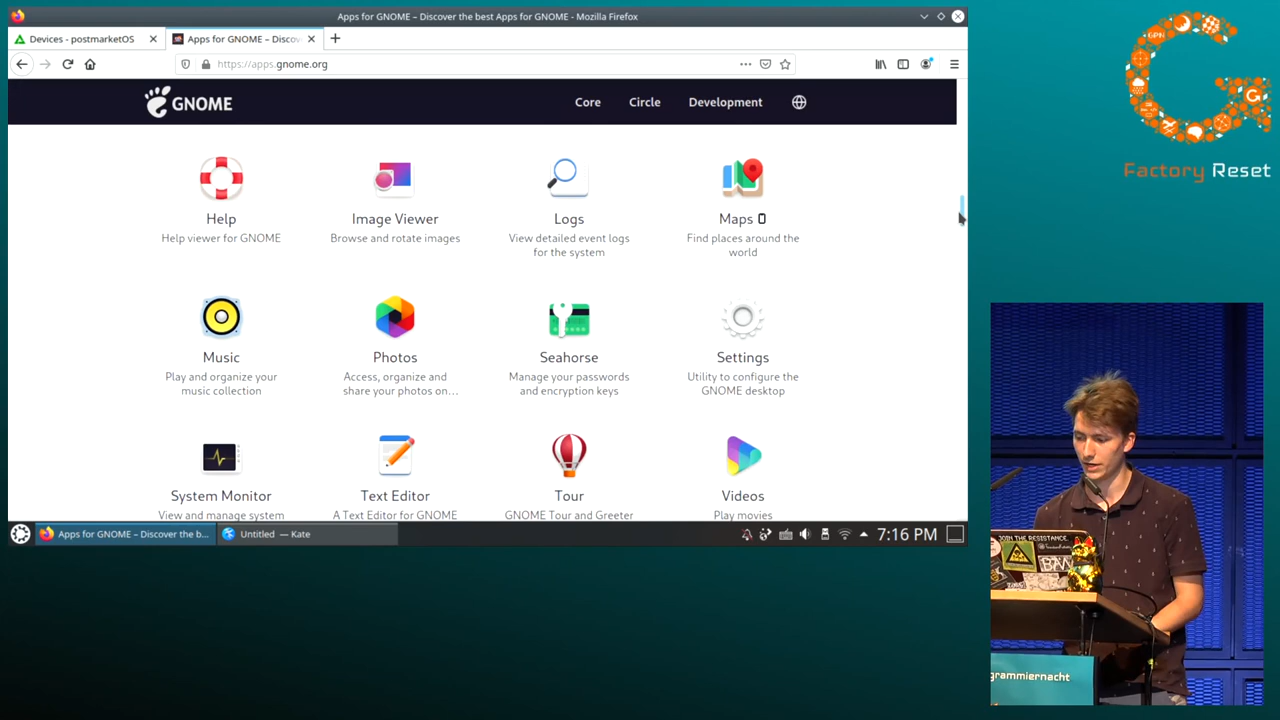 Apps for GNOME – Discover the best Apps for GNOME - Mozilla Firefox
Devices - postmarketOS
Apps for GNOME – Discov
https://apps.gnome.org
GNOME
Core
Circle
Development
Help
Help viewer for GNOME
Image Viewer
Browse and rotate images
Logs
View detailed event logs
for the system
Maps
Find places around the
world
Music
Play and organize your
music collection
Photos
Access, organize and
share your photos on...
Seahorse
Manage your passwords
and encryption keys
Settings
Utility to configure the
GNOME desktop
System Monitor
View and manage system
Text Editor
A Text Editor for GNOME
Tour
GNOME Tour and Greeter
Videos
Play movies
Apps for GNOME – Discover the b...
Untitled — Kate
7:16 PM
GPN
G
Factory Reset
JOIN THE RESISTANCE.
grammiernacht